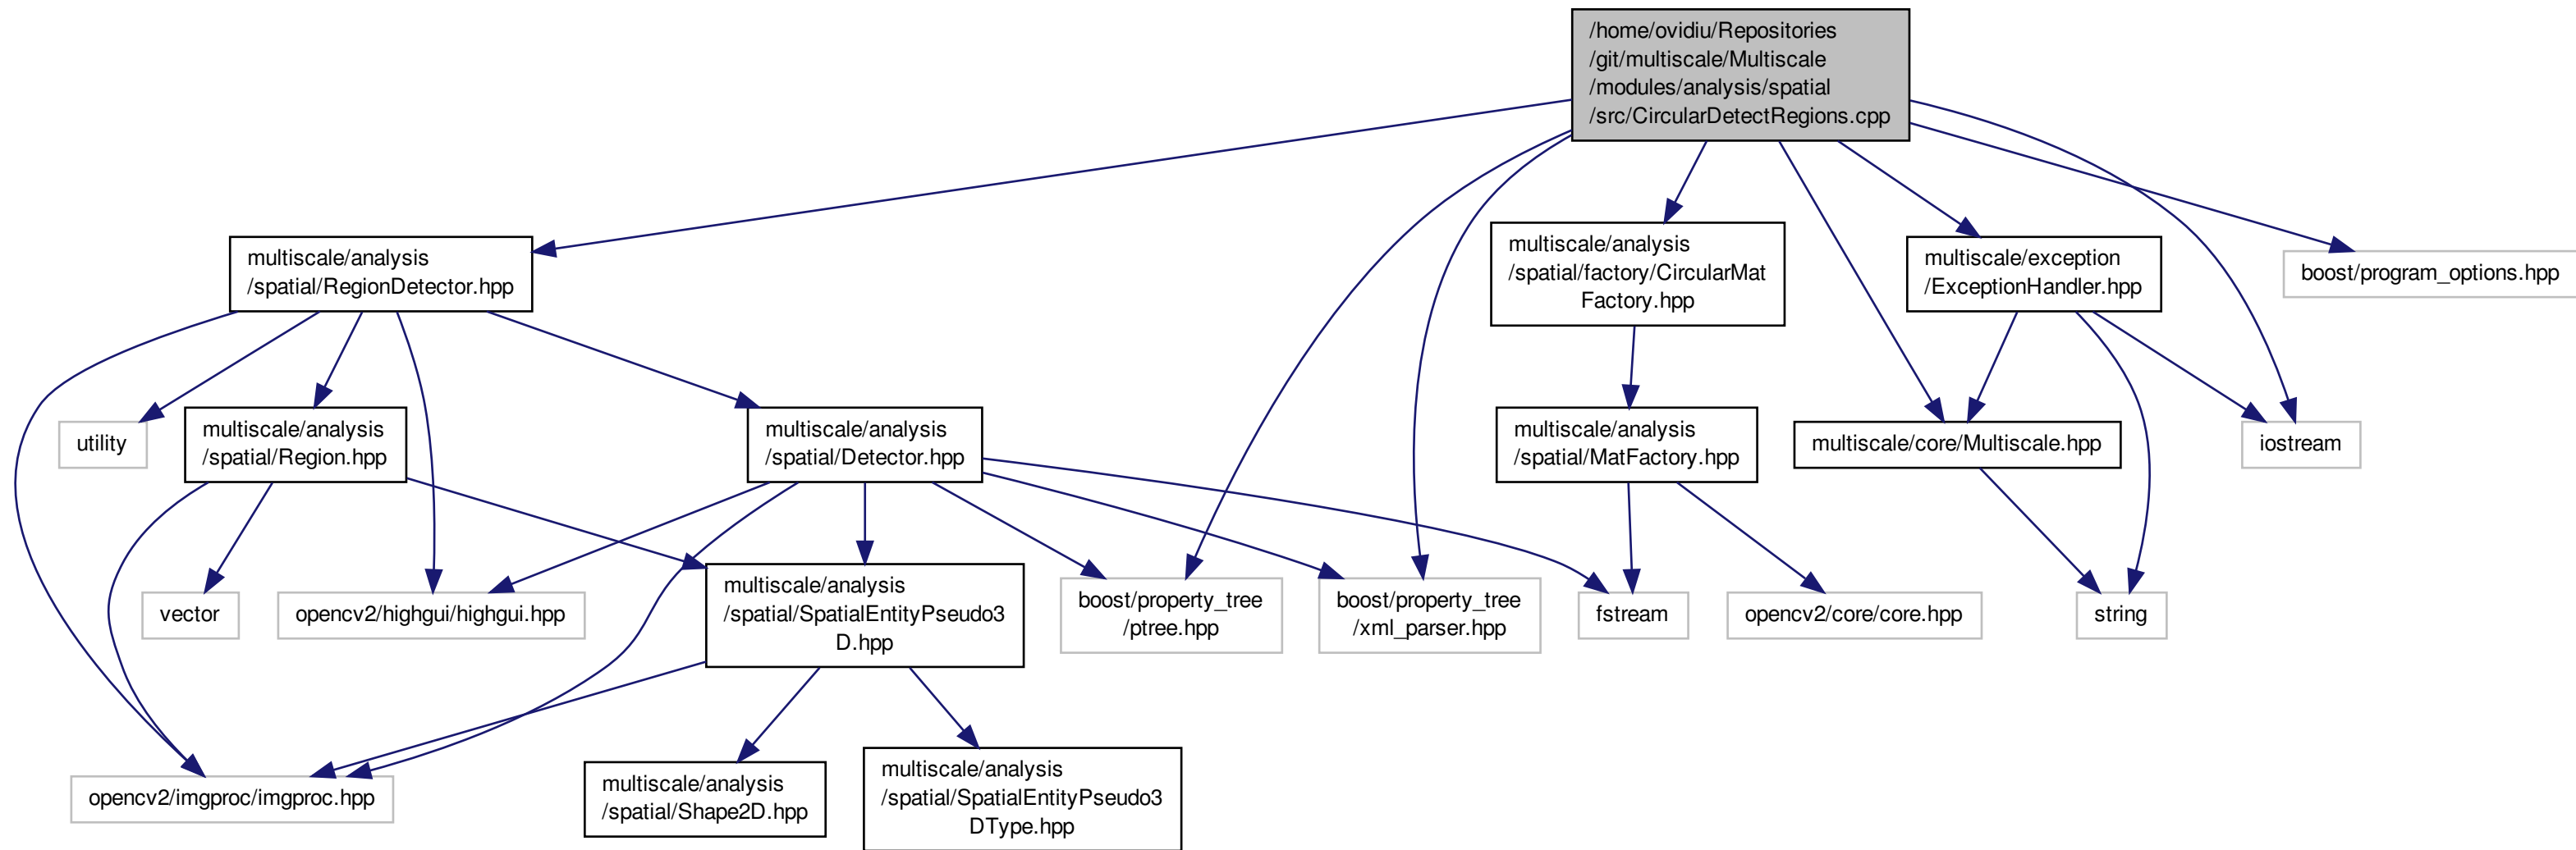 /home/ovidiu/Repositories
/git/multiscale/Multiscale
/modules/analysis/spatial
/src/CircularDetectRegions.cpp
multiscale/analysis
/spatial/RegionDetector.hpp
multiscale/analysis
/spatial/factory/CircularMat
Factory.hpp
multiscale/exception
/ExceptionHandler.hpp
boost/program_options.hpp
utility
multiscale/analysis
/spatial/Region.hpp
multiscale/analysis
/spatial/Detector.hpp
multiscale/analysis
/spatial/MatFactory.hpp
multiscale/core/Multiscale.hpp
iostream
vector
opencv2/highgui/highgui.hpp
multiscale/analysis
/spatial/SpatialEntityPseudo3
D.hpp
boost/property_tree
/ptree.hpp
boost/property_tree
/xml_parser.hpp
fstream
opencv2/core/core.hpp
string
opencv2/imgproc/imgproc.hpp
multiscale/analysis
/spatial/Shape2D.hpp
multiscale/analysis
/spatial/SpatialEntityPseudo3
DType.hpp